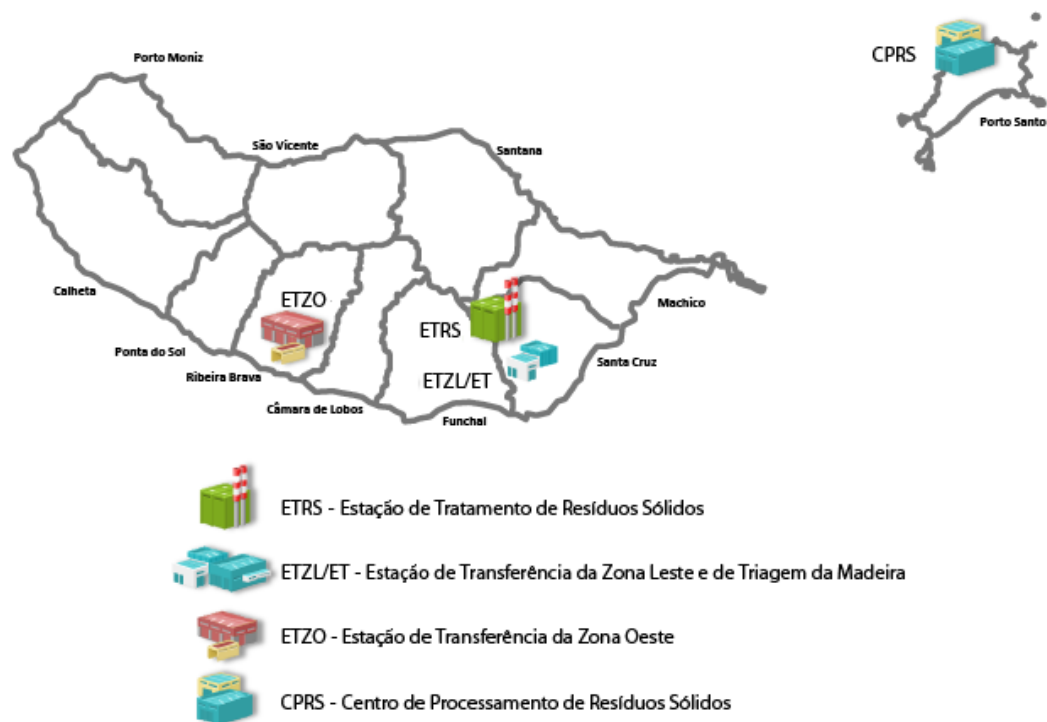 Porto Moniz
CPRS
Porto Santo
São Vicente
Santana
Calheta
ETZO
Machico
ETRS
Ponta do Sol
Santa Cruz
Ribeira Brava
ETZL/ET
Câmara de Lobos
Funchal
ETRS - Estação de Tratamento de Resíduos Sólidos
ETZL/ET - Estação de Transferência da Zona Leste e de Triagem da Madeira
ETZO - Estação de Transferência da Zona Oeste
CPRS - Centro de Processamento de Resíduos Sólidos